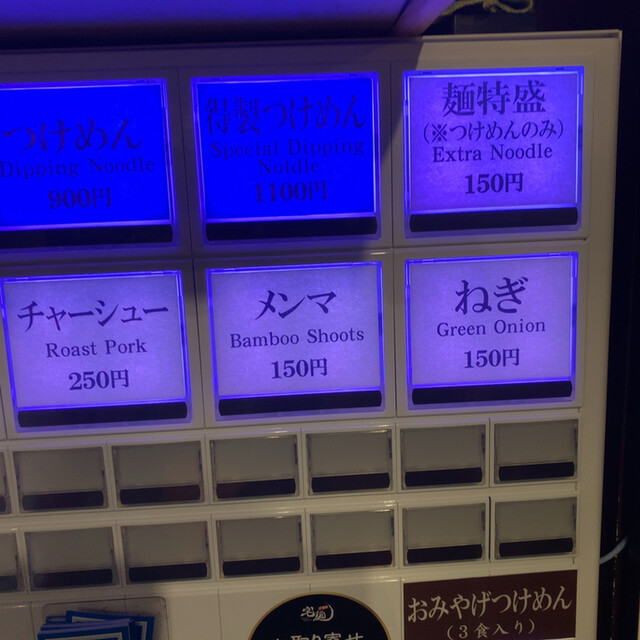 つけめん
Dipping Noodle
900円
得製つけめん
Special Dipping
Noldle
1100円
麺特盛
(※つけめんのみ)
Extra Noodle
150円
チャーシュー
Roast Pork
250円
メンマ
Bamboo Shoots
150円
ねぎ
Green Onion
150円
おみやげつけめん
(3食入り)